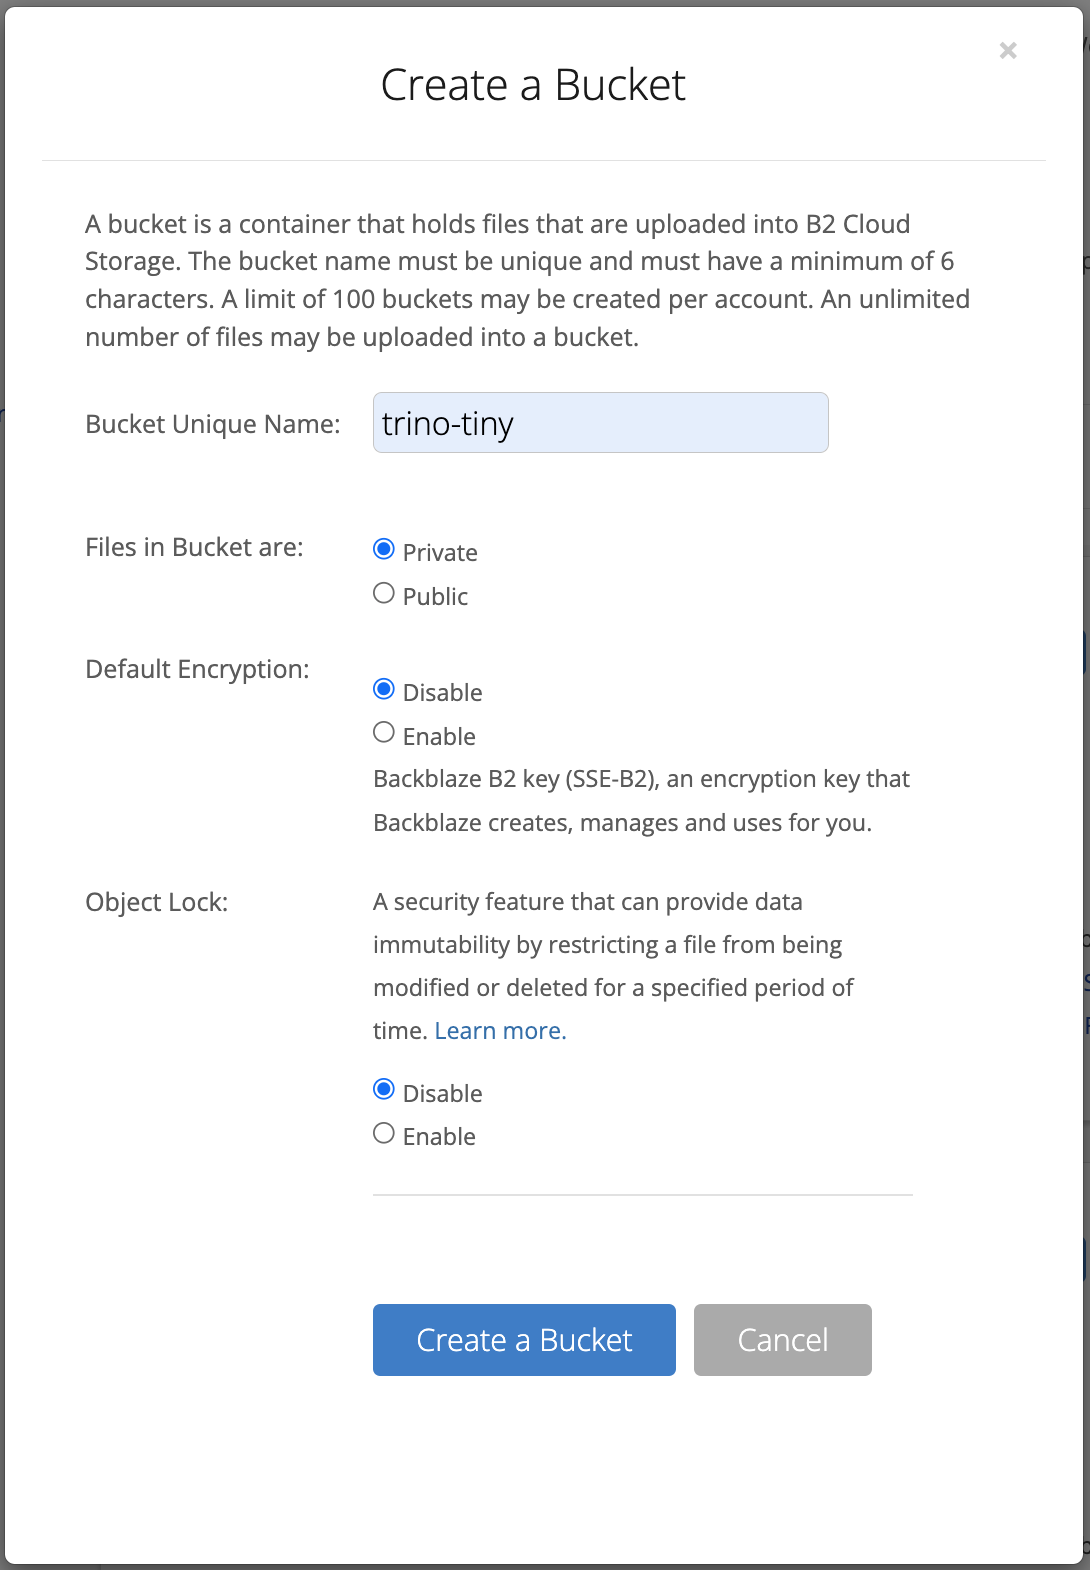 ×
Create a Bucket
A bucket is a container that holds files that are uploaded into B2 Cloud
Storage. The bucket name must be unique and must have a minimum of 6
characters. A limit of 100 buckets may be created per account. An unlimited
number of files may be uploaded into a bucket.
Bucket Unique Name: trino-tiny
Files in Bucket are: Private
Public
Default Encryption:
Disable
Enable
Backblaze B2 key (SSE-B2), an encryption key that
Backblaze creates, manages and uses for you.
Object Lock: A security feature that can provide data
immutability by restricting a file from being
modified or deleted for a specified period of
time. Learn more.
Disable
Enable
Create a Bucket Cancel